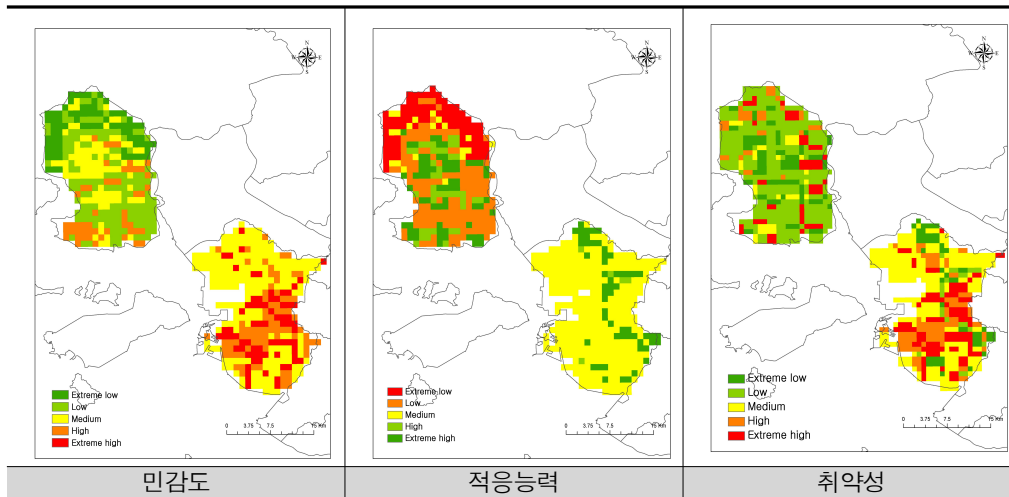 N
W E
S
Extreme low
Low
Medium
High
Extreme high
0 3.75 7.5 15 Km
민감도
N
W E
S
Extreme low
Low
Medium
High
Extreme high
0 3.75 7.5 15 Km
적응능력
N
W E
S
Extreme low
Low
Medium
High
Extreme high
0 3.75 7.5 15 Km
취약성